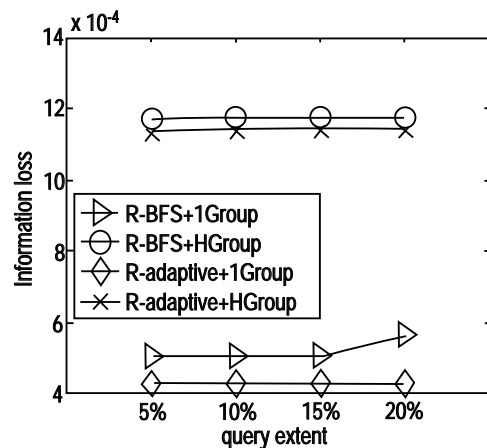 x 10⁻⁴
14
12
10
8
6
4
Information loss
R-BFS+1Group
R-BFS+HGroup
R-adaptive+1Group
R-adaptive+HGroup
5% 10% 15% 20%
query extent